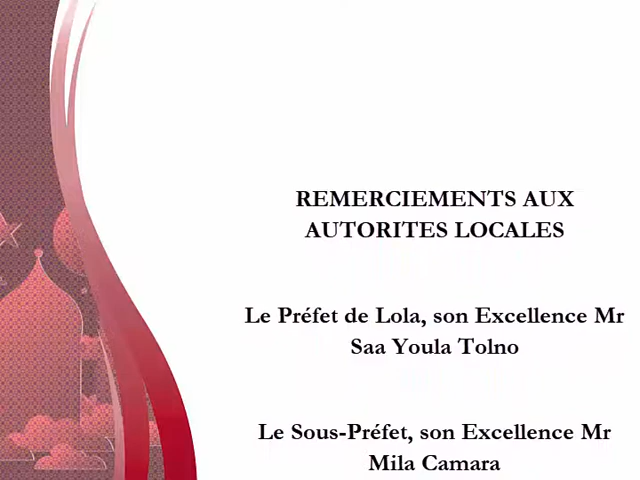 REMERCIEMENTS AUX
AUTORITES LOCALES
Le Préfet de Lola, son Excellence Mr
Saa Youla Tolno
Le Sous-Préfet, son Excellence Mr
Mila Camara